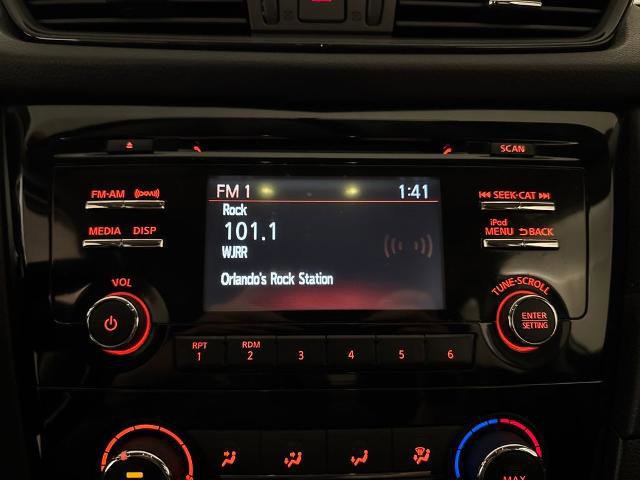 SCAN
FM·AM
SEEK·CAT
MEDIA DISP
iPod
MENU BACK
FM 1 1:41
Rock
101.1
WJRR
Orlando's Rock Station
VOL
TUNE·SCROLL
ENTER
SETTING
RPT
1
RDM
2
3
4
5
6
MAX